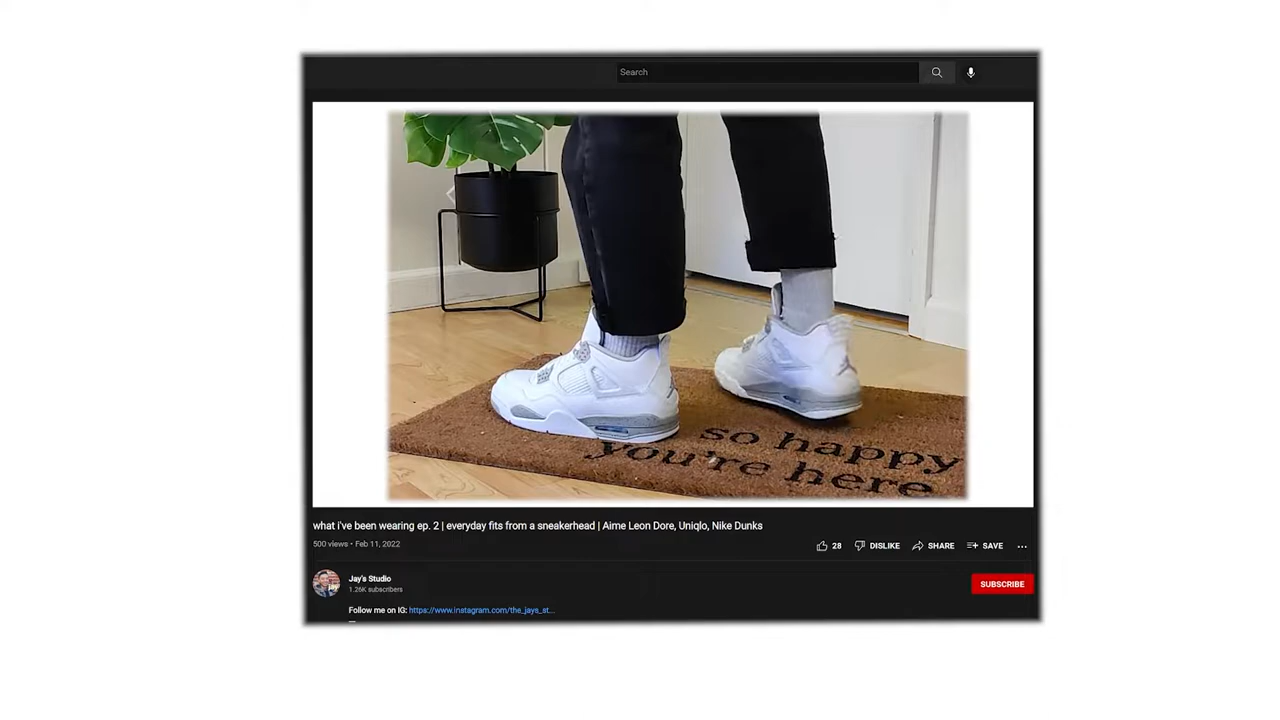 Search
so happy
you're here
what i've been wearing ep. 2 | everyday fits from a sneakerhead | Aime Leon Dore, Uniqlo, Nike Dunks
500 views • Feb 11, 2022
28 DISLIKE SHARE SAVE ...
Jay's Studio
1.26K subscribers
SUBSCRIBE
Follow me on IG: https://www.instagram.com/the_jays_st...